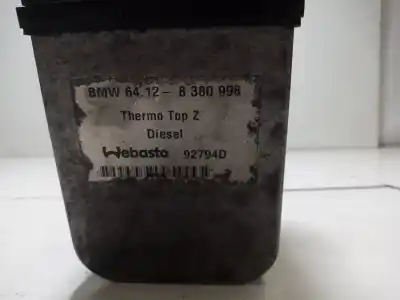 BMW 64.12- 8 380 998
Thermo Top Z
Diesel
Webasto 92794D